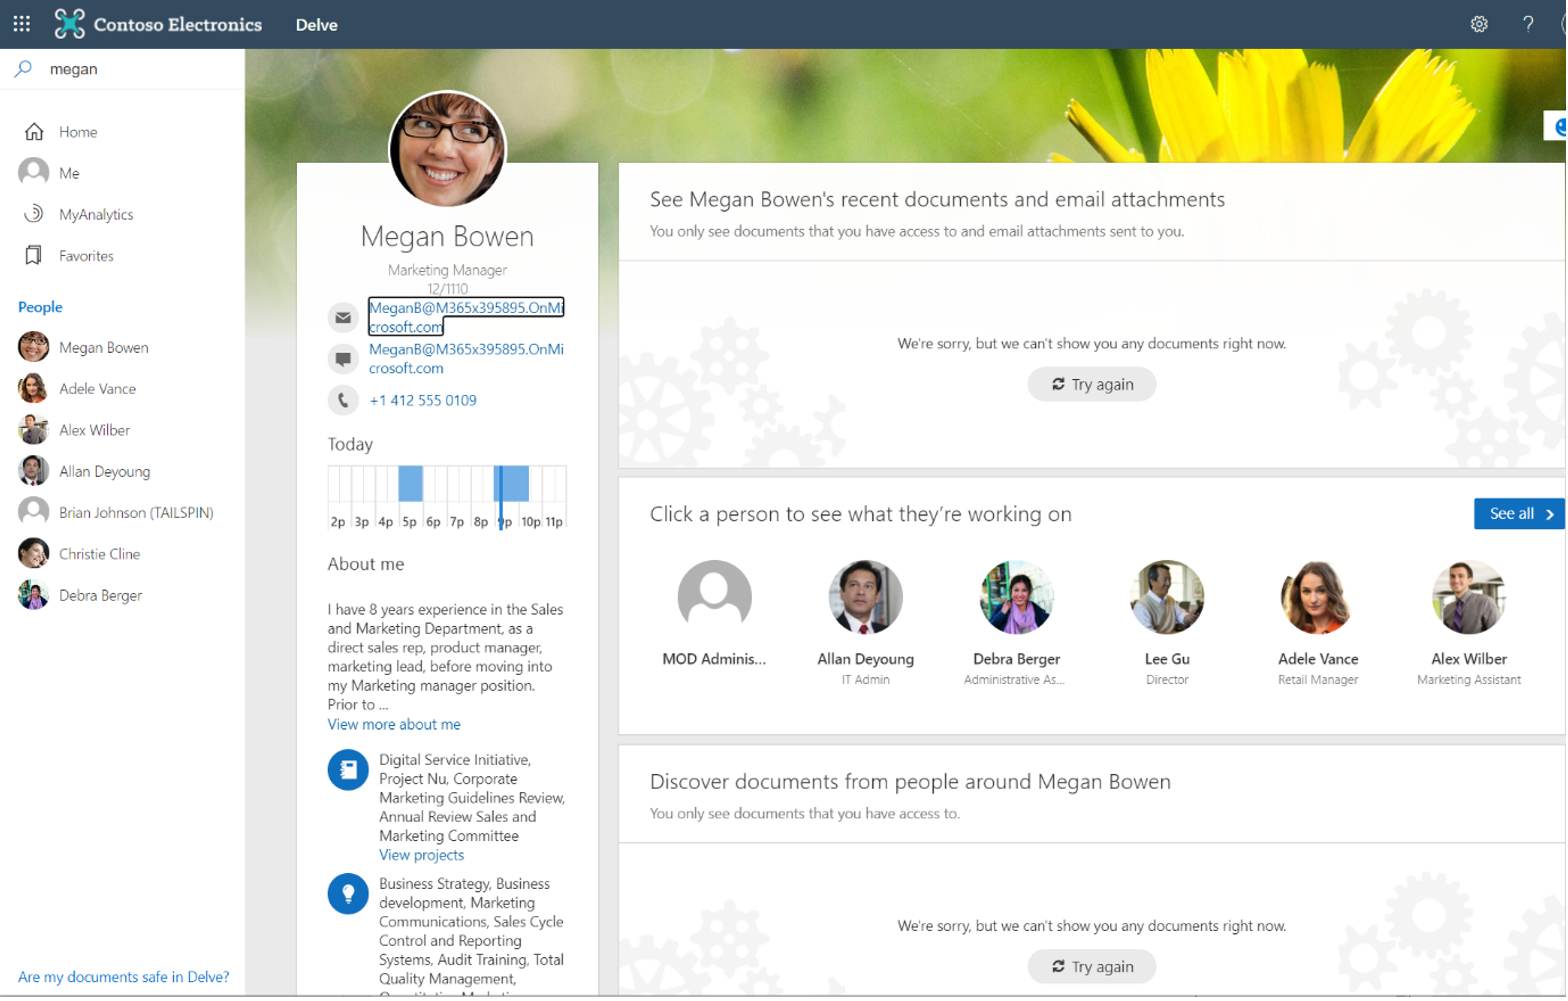 Contoso Electronics
Delve
?
megan
Home
Me
MyAnalytics
Favorites
People
Megan Bowen
Adele Vance
Alex Wilber
Allan Deyoung
Brian Johnson (TAILSPIN)
Christie Cline
Debra Berger
Are my documents safe in Delve?
Megan Bowen
Marketing Manager
12/1110
MeganB@M365x395895.OnMi
crosoft.com
MeganB@M365x395895.OnMi
crosoft.com
+1 412 555 0109
Today
2p 3p 4p 5p 6p 7p 8p 9p 10p 11p
About me
I have 8 years experience in the Sales
and Marketing Department, as a
direct sales rep, product manager,
marketing lead, before moving into
my Marketing manager position.
Prior to ...
View more about me
Digital Service Initiative,
Project Nu, Corporate
Marketing Guidelines Review,
Annual Review Sales and
Marketing Committee
View projects
Business Strategy, Business
development, Marketing
Communications, Sales Cycle
Control and Reporting
Systems, Audit Training, Total
Quality Management,
See Megan Bowen's recent documents and email attachments
You only see documents that you have access to and email attachments sent to you.
We're sorry, but we can't show you any documents right now.
Try again
Click a person to see what they’re working on
See all
MOD Adminis...
Allan Deyoung
IT Admin
Debra Berger
Administrative As...
Lee Gu
Director
Adele Vance
Retail Manager
Alex Wilber
Marketing Assistant
Discover documents from people around Megan Bowen
You only see documents that you have access to.
We're sorry, but we can't show you any documents right now.
Try again